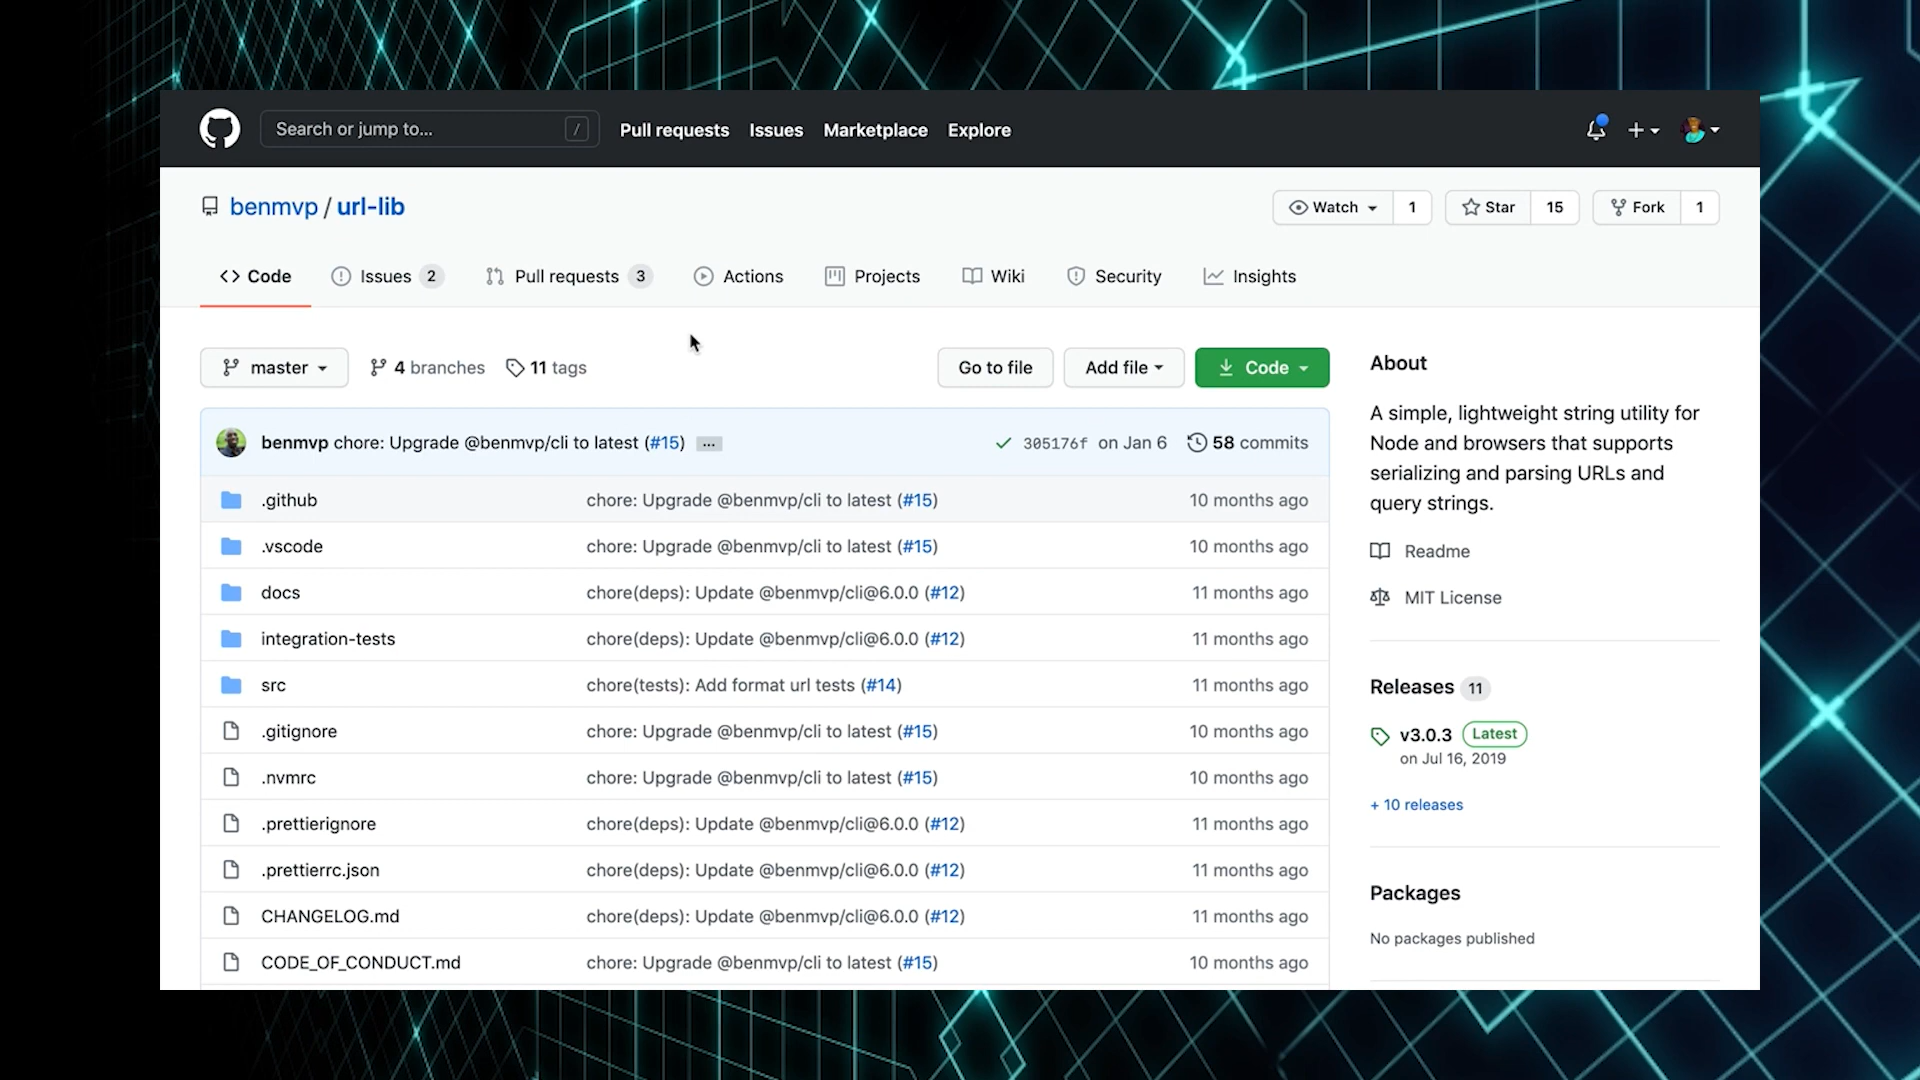 Search or jump to... /
Pull requests Issues Marketplace Explore
benmvp / url-lib
Watch 1 Star 15 Fork 1
Code Issues 2 Pull requests 3 Actions Projects Wiki Security Insights
master 4 branches 11 tags Go to file Add file Code
benmvp chore: Upgrade @benmvp/cli to latest (#15) ... 305176f on Jan 6 58 commits
.github chore: Upgrade @benmvp/cli to latest (#15) 10 months ago
.vscode chore: Upgrade @benmvp/cli to latest (#15) 10 months ago
docs chore(deps): Update @benmvp/cli@6.0.0 (#12) 11 months ago
integration-tests chore(deps): Update @benmvp/cli@6.0.0 (#12) 11 months ago
src chore(tests): Add format url tests (#14) 11 months ago
.gitignore chore: Upgrade @benmvp/cli to latest (#15) 10 months ago
.nvmrc chore: Upgrade @benmvp/cli to latest (#15) 10 months ago
.prettierignore chore(deps): Update @benmvp/cli@6.0.0 (#12) 11 months ago
.prettierrc.json chore(deps): Update @benmvp/cli@6.0.0 (#12) 11 months ago
CHANGELOG.md chore(deps): Update @benmvp/cli@6.0.0 (#12) 11 months ago
CODE_OF_CONDUCT.md chore: Upgrade @benmvp/cli to latest (#15) 10 months ago
About
A simple, lightweight string utility for
Node and browsers that supports
serializing and parsing URLs and
query strings.
Readme
MIT License
Releases 11
v3.0.3 Latest
on Jul 16, 2019
+ 10 releases
Packages
No packages published